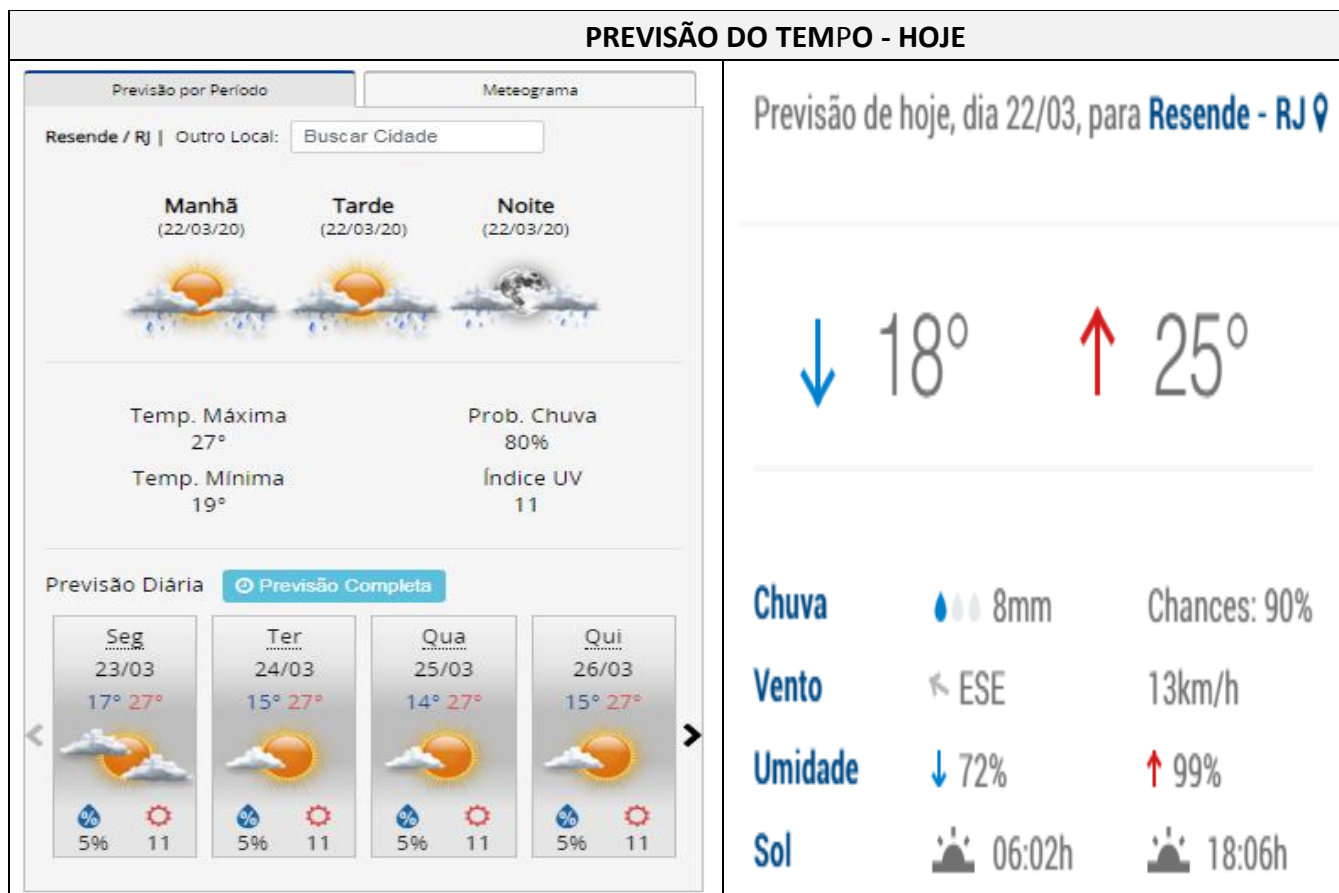 PREVISÃO DO TEMPO - HOJE
Previsão por Período
Meteograma
Resende / RJ | Outro Local: Buscar Cidade
Manhã Tarde Noite
(22/03/20) (22/03/20) (22/03/20)
Temp. Máxima Prob. Chuva
27° 80%
Temp. Mínima Índice UV
19° 11
Previsão Diária Previsão Completa
Seg Ter Qua Qui
23/03 24/03 25/03 26/03
17° 27° 15° 27° 14° 27° 15° 27°
% % % %
5% 11 5% 11 5% 11 5% 11
Previsão de hoje, dia 22/03, para Resende - RJ
18° 25°
Chuva 8mm Chances: 90%
Vento ESE 13km/h
Umidade 72% 99%
Sol 06:02h 18:06h